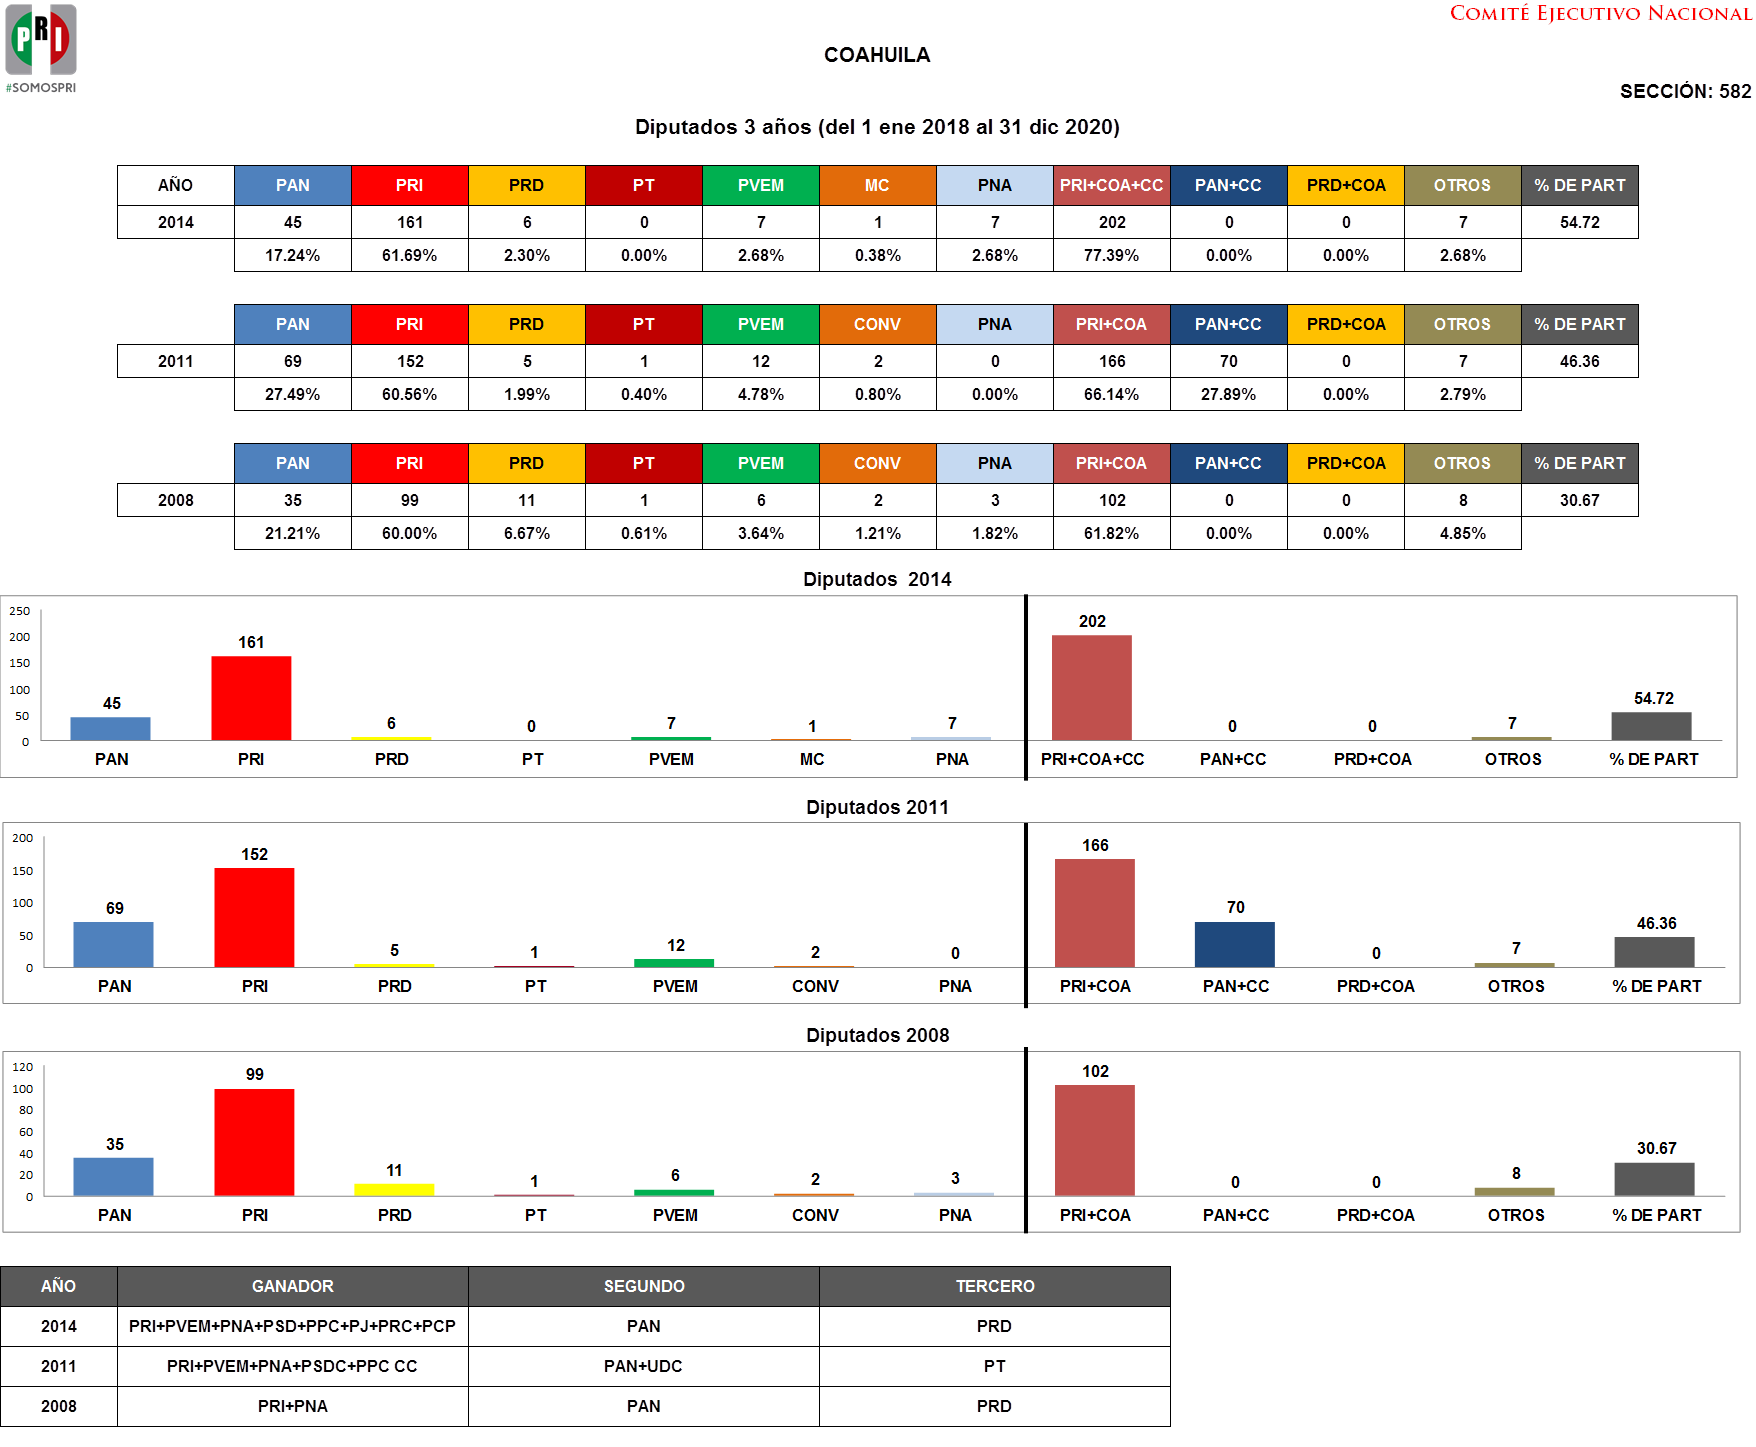 PRI
#SOMOSPRI
COMITÉ EJECUTIVO NACIONAL
COAHUILA
SECCIÓN: 582
Diputados 3 años (del 1 ene 2018 al 31 dic 2020)
AÑO PAN PRI PRD PT PVEM MC PNA PRI+COA+CC PAN+CC PRD+COA OTROS % DE PART
2014 45 161 6 0 7 1 7 202 0 0 7 54.72
17.24% 61.69% 2.30% 0.00% 2.68% 0.38% 2.68% 77.39% 0.00% 0.00% 2.68%
PAN PRI PRD PT PVEM CONV PNA PRI+COA PAN+CC PRD+COA OTROS % DE PART
2011 69 152 5 1 12 2 0 166 70 0 7 46.36
27.49% 60.56% 1.99% 0.40% 4.78% 0.80% 0.00% 66.14% 27.89% 0.00% 2.79%
PAN PRI PRD PT PVEM CONV PNA PRI+COA PAN+CC PRD+COA OTROS % DE PART
2008 35 99 11 1 6 2 3 102 0 0 8 30.67
21.21% 60.00% 6.67% 0.61% 3.64% 1.21% 1.82% 61.82% 0.00% 0.00% 4.85%
Diputados 2014
250
200
150
100
50
0
45 161 6 0 7 1 7 202 0 0 7 54.72
PAN PRI PRD PT PVEM MC PNA PRI+COA+CC PAN+CC PRD+COA OTROS % DE PART
Diputados 2011
200
150
100
50
0
69 152 5 1 12 2 0 166 70 0 7 46.36
PAN PRI PRD PT PVEM CONV PNA PRI+COA PAN+CC PRD+COA OTROS % DE PART
Diputados 2008
120
100
80
60
40
20
0
35 99 11 1 6 2 3 102 0 0 8 30.67
PAN PRI PRD PT PVEM CONV PNA PRI+COA PAN+CC PRD+COA OTROS % DE PART
AÑO GANADOR SEGUNDO TERCERO
2014 PRI+PVEM+PNA+PSD+PPC+PJ+PRC+PCP PAN PRD
2011 PRI+PVEM+PNA+PSDC+PPC CC PAN+UDC PT
2008 PRI+PNA PAN PRD